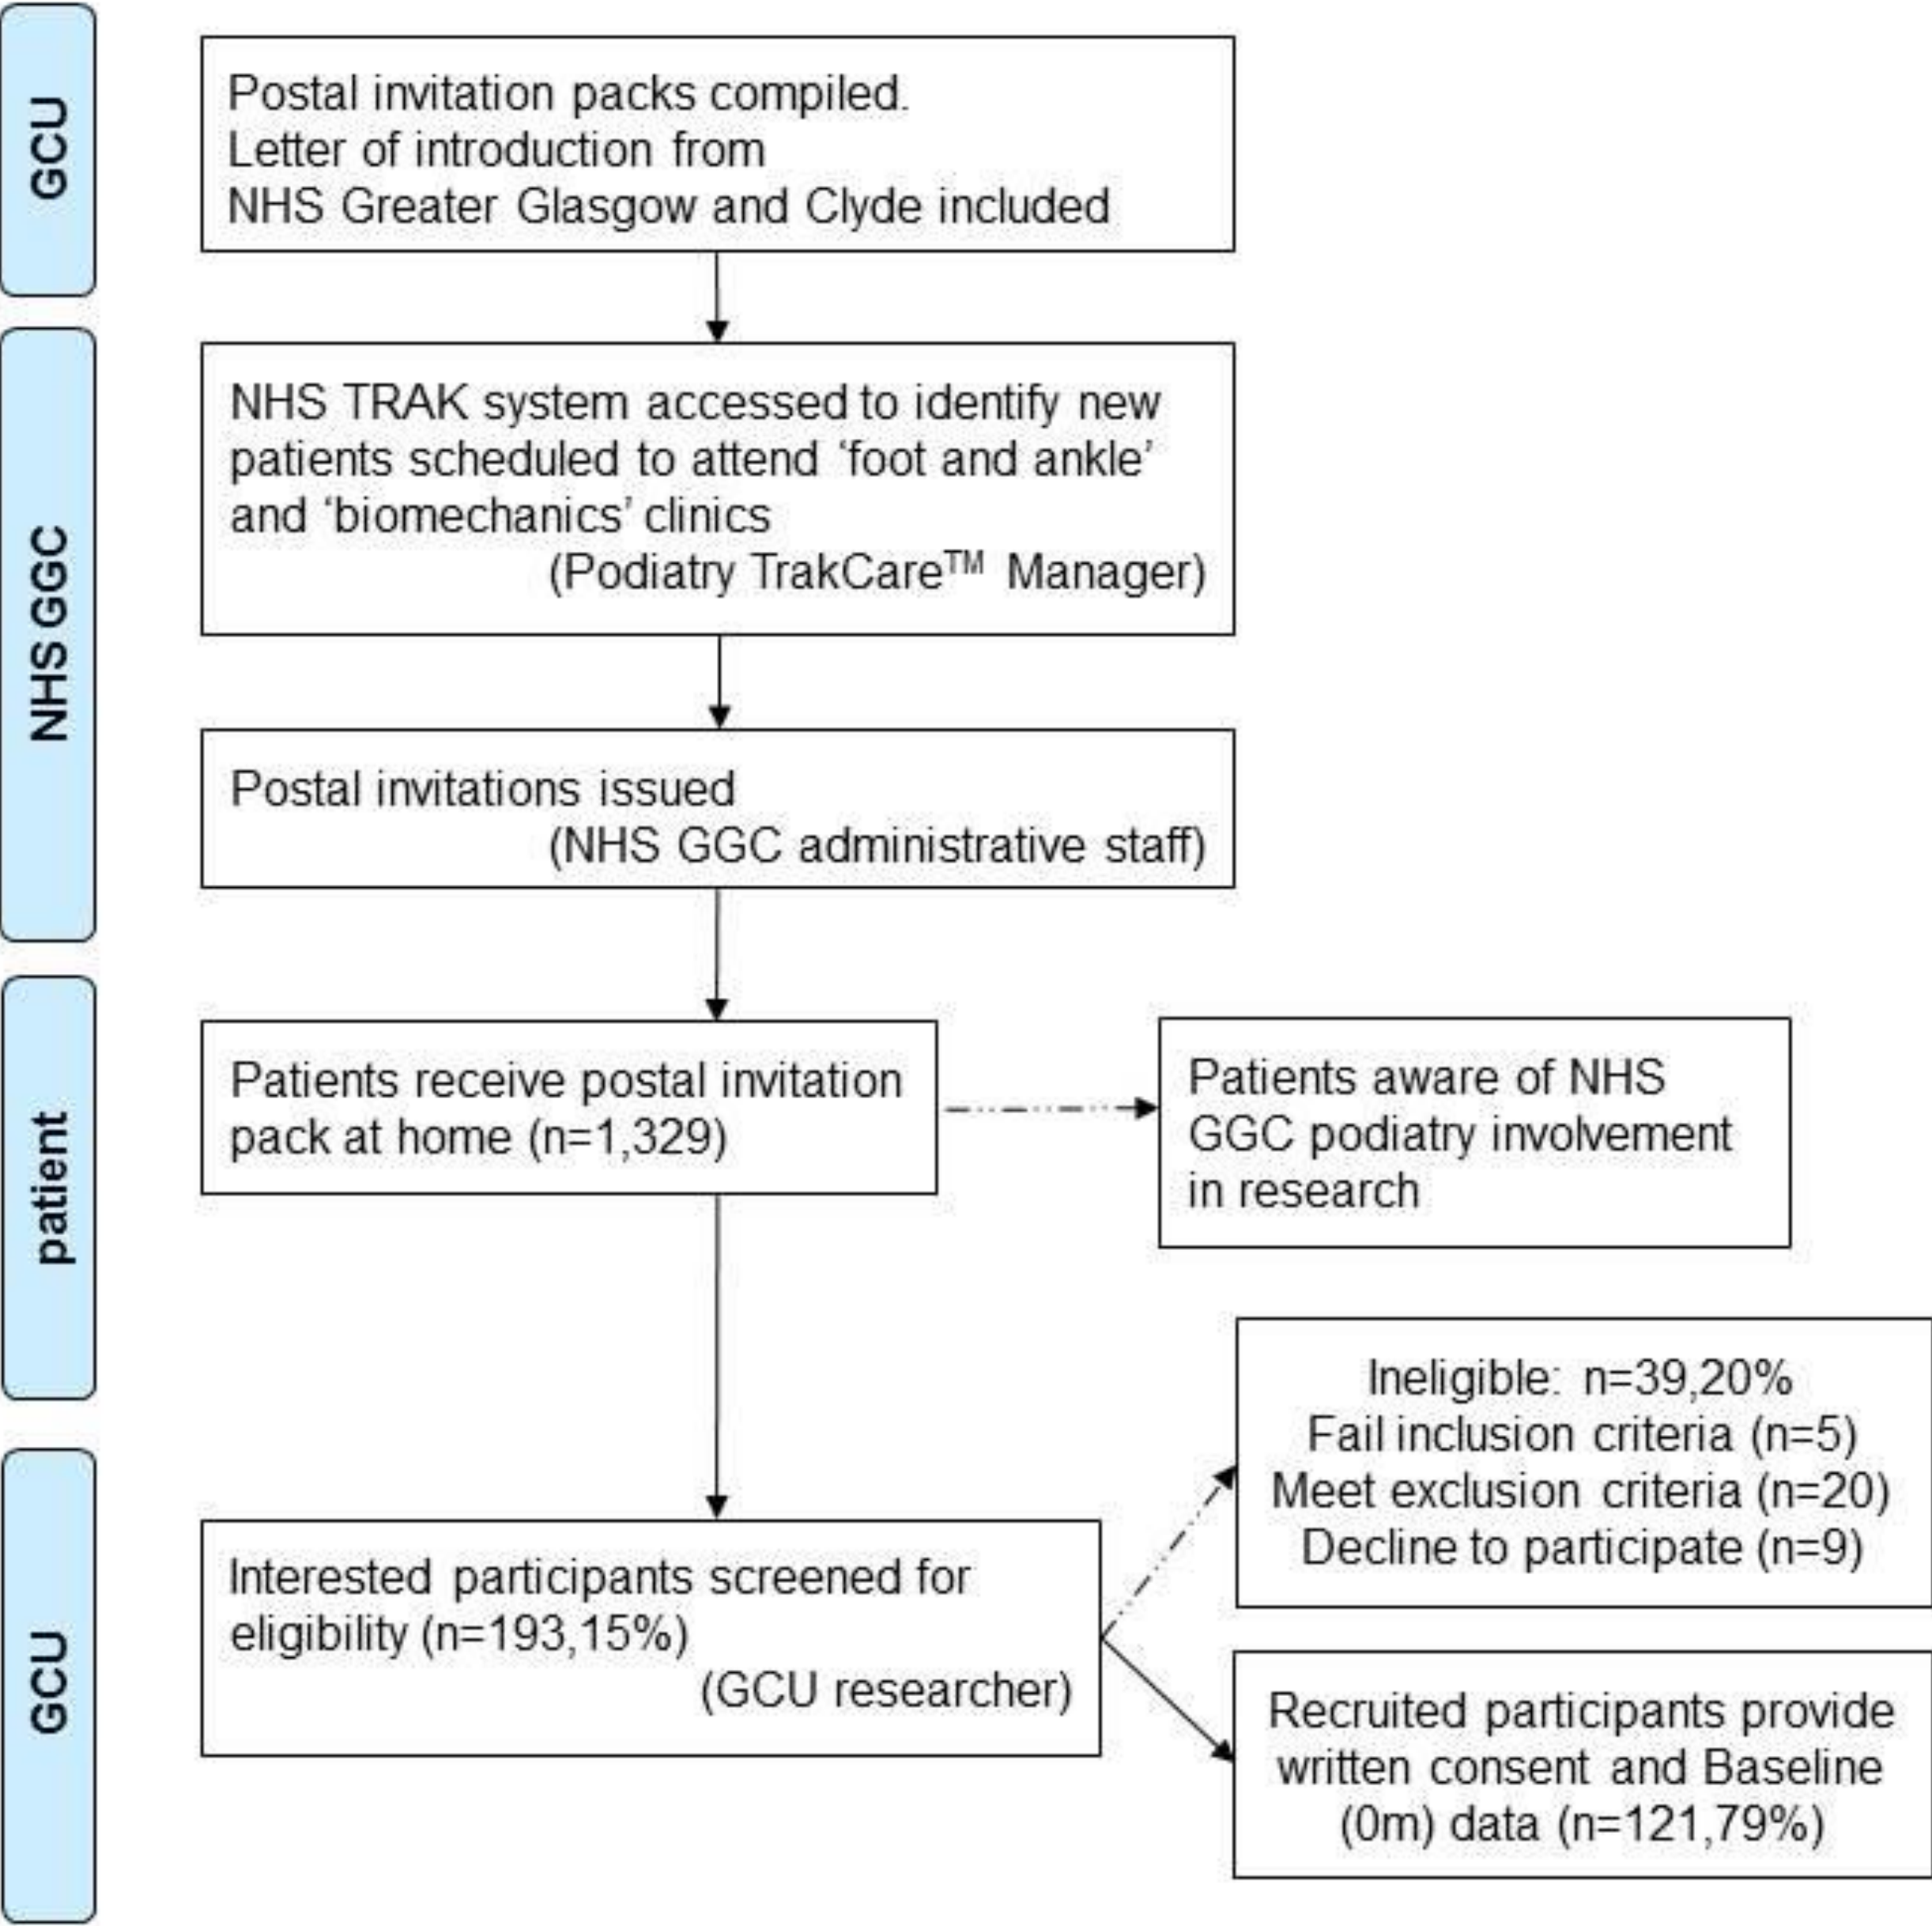 GCU
Postal invitation packs compiled.
Letter of introduction from
NHS Greater Glasgow and Clyde included
NHS GGC
NHS TRAK system accessed to identify new
patients scheduled to attend ‘foot and ankle’
and ‘biomechanics’ clinics
(Podiatry TrakCare™ Manager)
Postal invitations issued
(NHS GGC administrative staff)
patient
Patients receive postal invitation
pack at home (n=1,329)
Patients aware of NHS
GGC podiatry involvement
in research
GCU
Interested participants screened for
eligibility (n=193,15%)
(GCU researcher)
Ineligible: n=39,20%
Fail inclusion criteria (n=5)
Meet exclusion criteria (n=20)
Decline to participate (n=9)
Recruited participants provide
written consent and Baseline
(0m) data (n=121,79%)